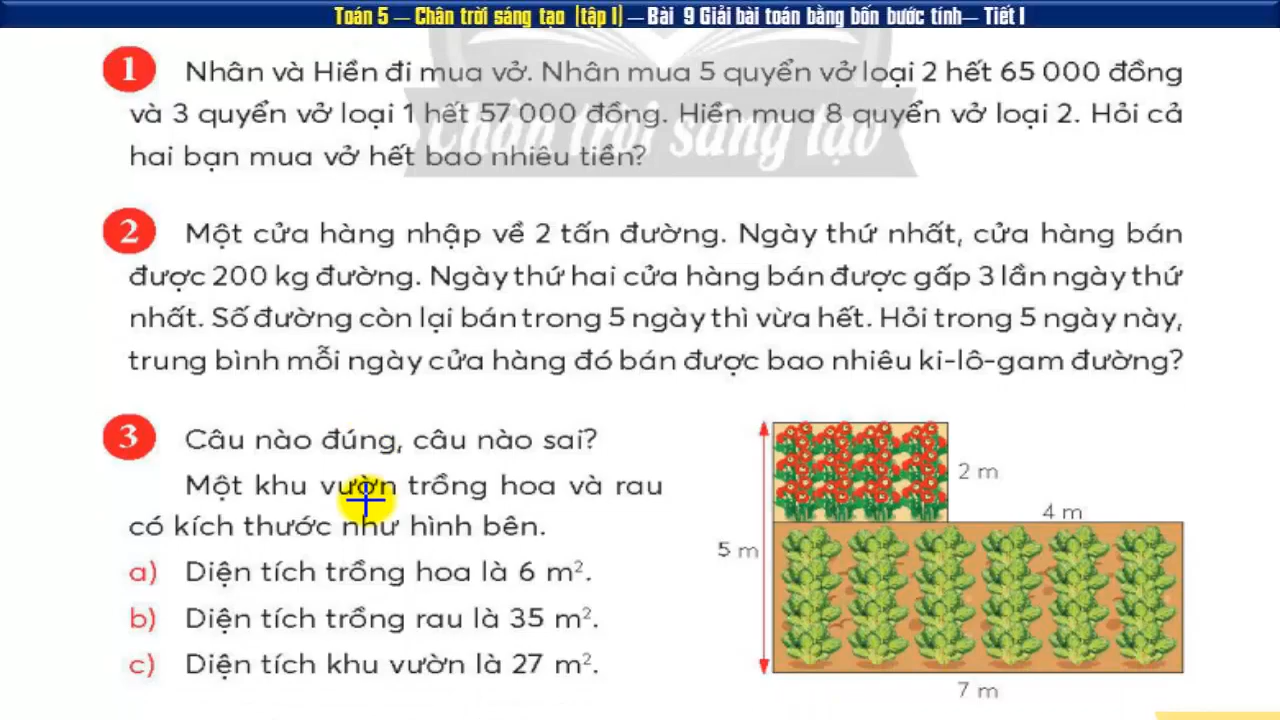 Toán 5 – Chân trời sáng tạo (tập 1) – Bài 9 Giải bài toán bằng bốn bước tính– Tiết 1
1 Nhân và Hiền đi mua vở. Nhân mua 5 quyển vở loại 2 hết 65 000 đồng
và 3 quyển vở loại 1 hết 57 000 đồng. Hiền mua 8 quyển vở loại 2. Hỏi cả
hai bạn mua vở hết bao nhiêu tiền?
Chân trời sáng tạo
2 Một cửa hàng nhập về 2 tấn đường. Ngày thứ nhất, cửa hàng bán
được 200 kg đường. Ngày thứ hai cửa hàng bán được gấp 3 lần ngày thứ
nhất. Số đường còn lại bán trong 5 ngày thì vừa hết. Hỏi trong 5 ngày này,
trung bình mỗi ngày cửa hàng đó bán được bao nhiêu ki-lô-gam đường?
3 Câu nào đúng, câu nào sai?
Một khu vườn trồng hoa và rau
có kích thước như hình bên.
a) Diện tích trồng hoa là 6 m².
b) Diện tích trồng rau là 35 m².
c) Diện tích khu vườn là 27 m².
2 m
4 m
5 m
7 m